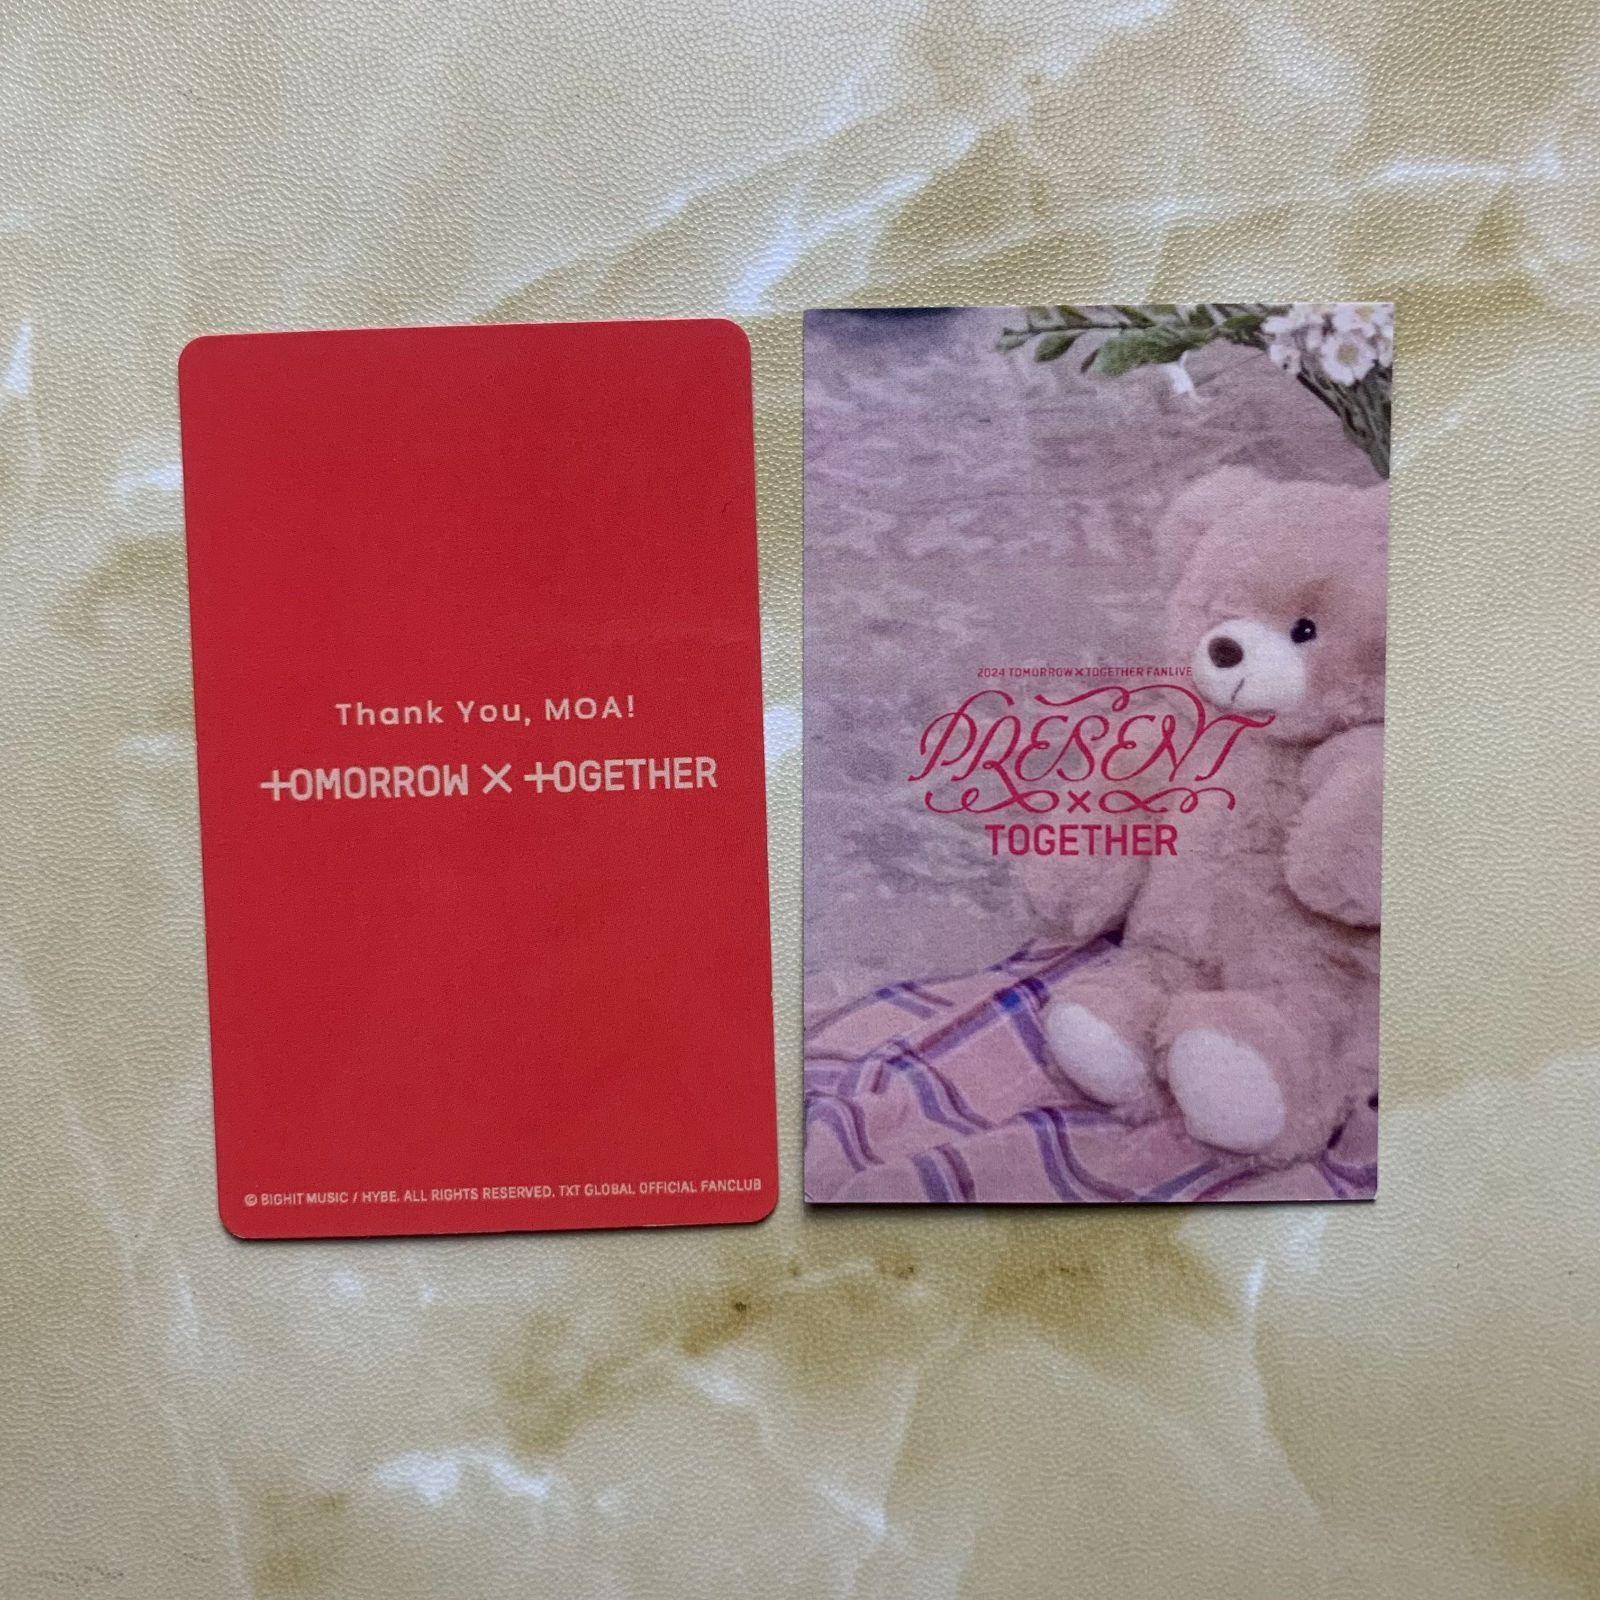 Thank You, MOA!
TOMORROW X TOGETHER
© BIGHIT MUSIC / HYBE. ALL RIGHTS RESERVED. TXT GLOBAL OFFICIAL FANCLUB
2024 TOMORROW X TOGETHER FANLIVE
PRESENT
X
TOGETHER